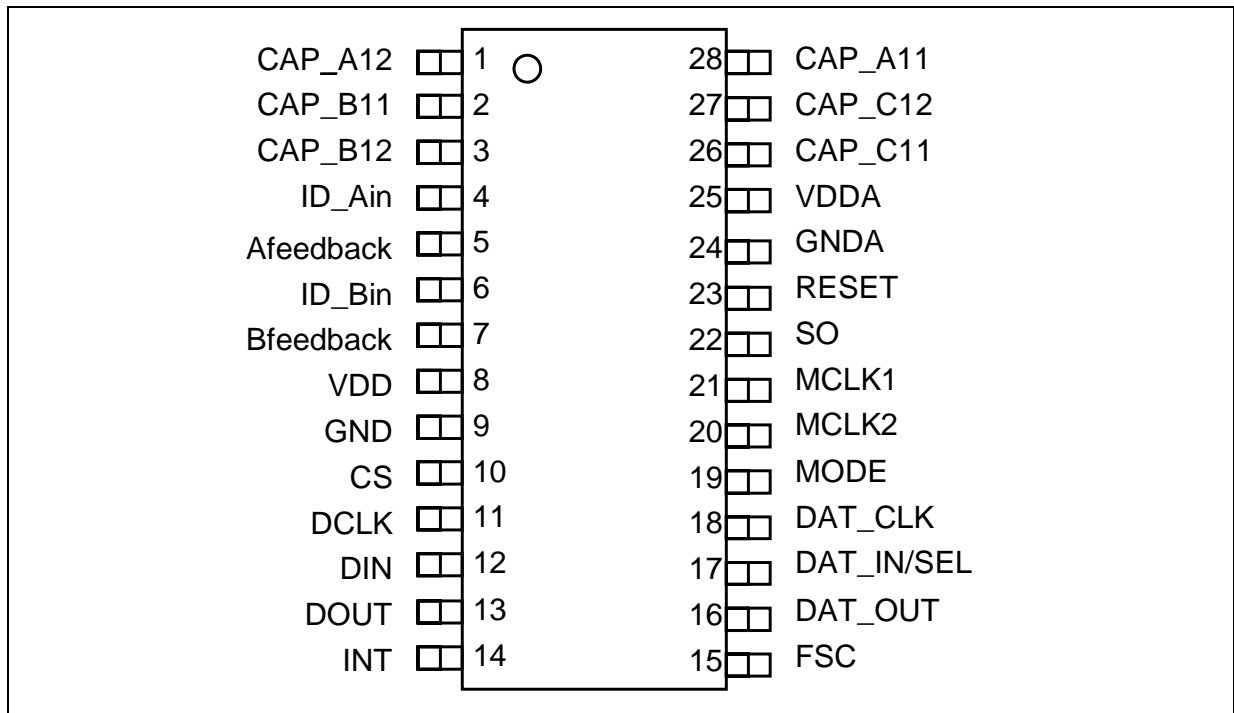 CAP_A12 1 28 CAP_A11
CAP_B11 2 27 CAP_C12
CAP_B12 3 26 CAP_C11
ID_Ain 4 25 VDDA
Afeedback 5 24 GNDA
ID_Bin 6 23 RESET
Bfeedback 7 22 SO
VDD 8 21 MCLK1
GND 9 20 MCLK2
CS 10 19 MODE
DCLK 11 18 DAT_CLK
DIN 12 17 DAT_IN/SEL
DOUT 13 16 DAT_OUT
INT 14 15 FSC